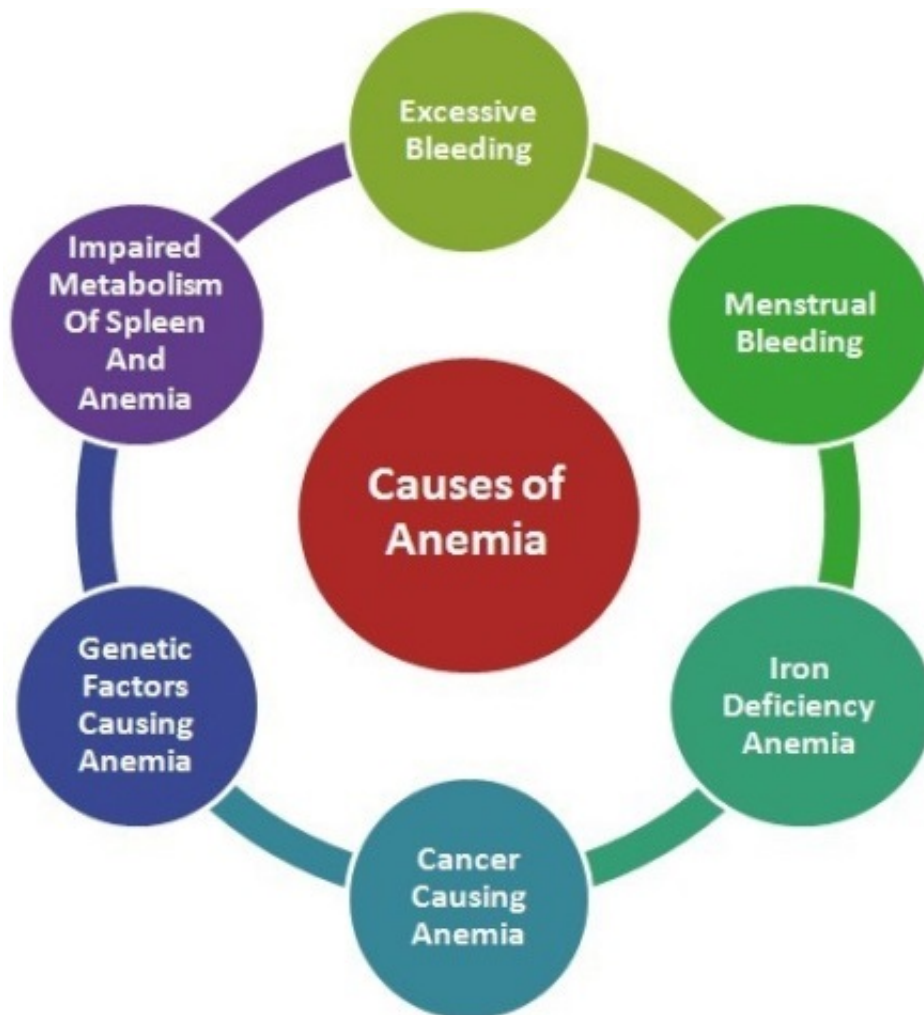 Excessive
Bleeding
Menstrual
Bleeding
Iron
Deficiency
Anemia
Cancer
Causing
Anemia
Genetic
Factors
Causing
Anemia
Impaired
Metabolism
Of Spleen
And
Anemia
Causes of
Anemia